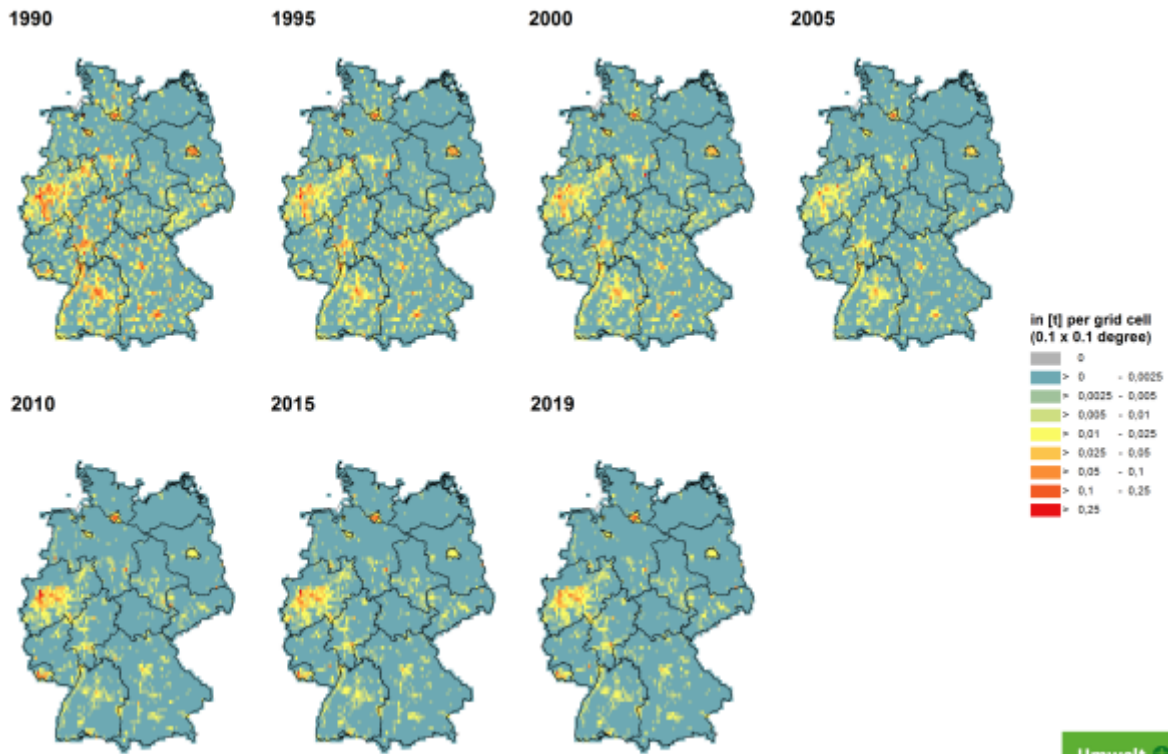 1990 1995 2000 2005
in [t] per grid cell
(0.1 x 0.1 degree)
0
> 0 - 0,0025
> 0,0025 - 0,005
> 0,005 - 0,01
> 0,01 - 0,025
> 0,025 - 0,05
> 0,05 - 0,1
> 0,1 - 0,25
> 0,25
2010 2015 2019
Umwelt